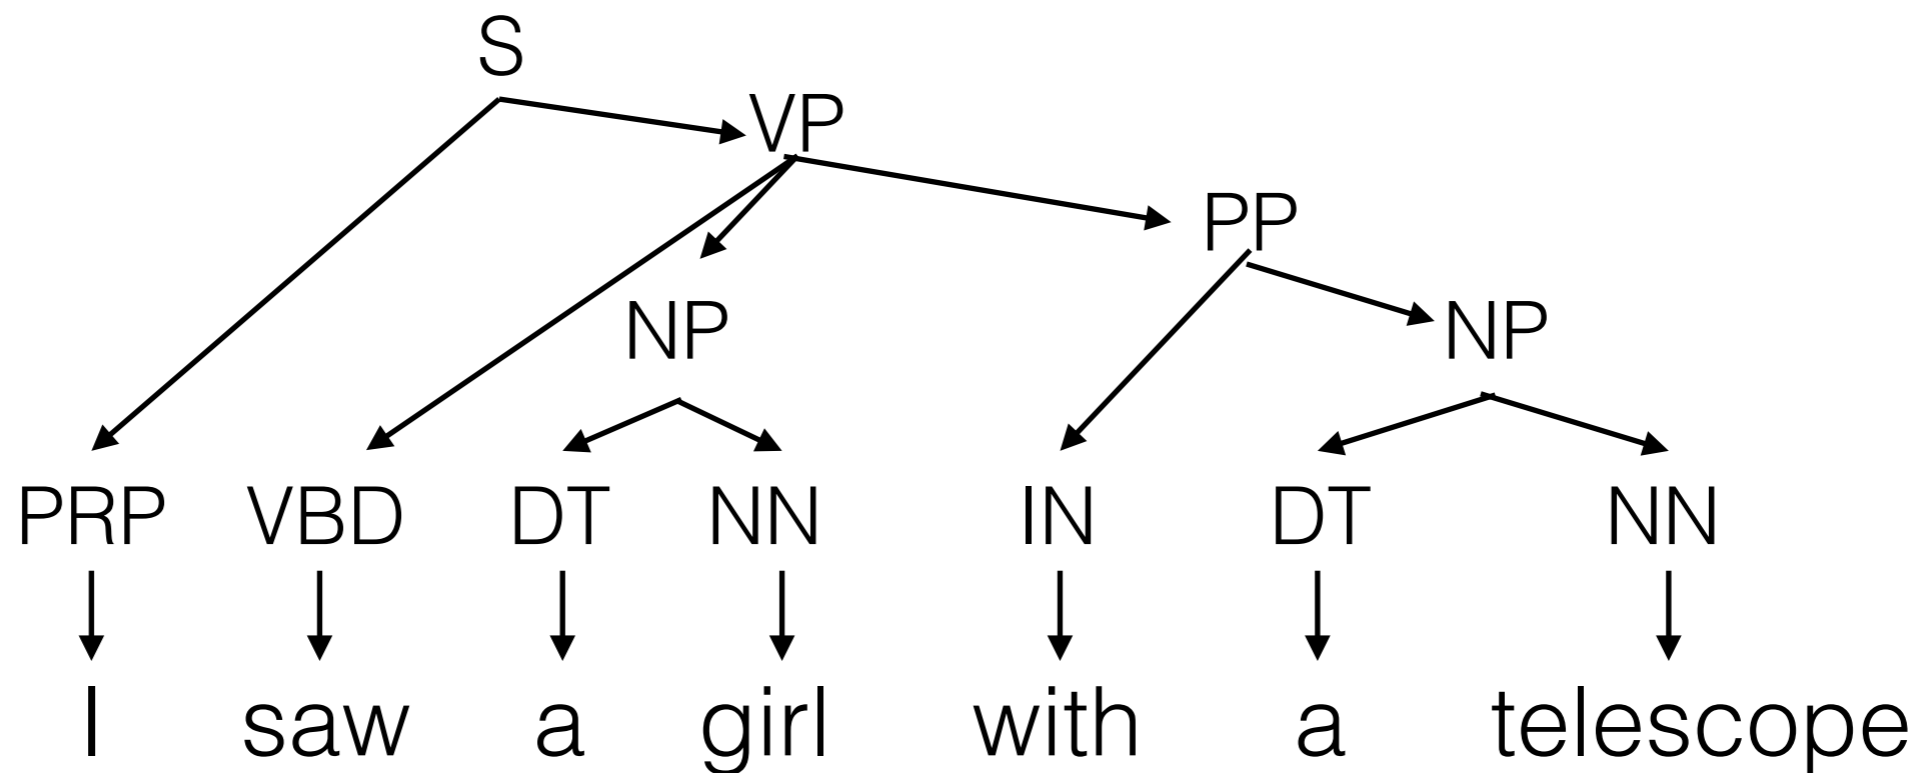 S
VP
PP
NP NP
PRP VBD DT NN IN DT NN
I saw a girl with a telescope